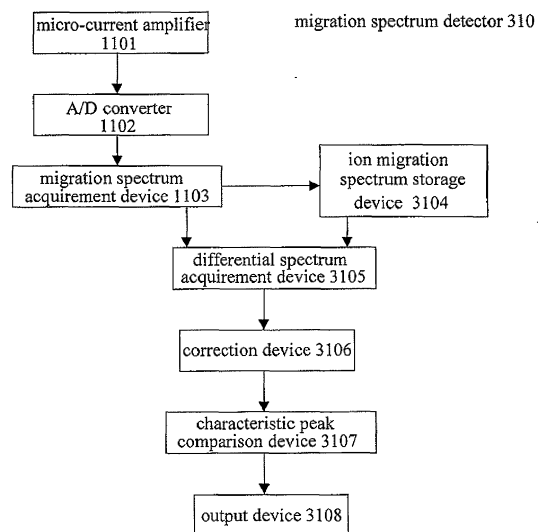 micro-current amplifier
1101
migration spectrum detector 310
A/D converter
1102
migration spectrum
acquirement device 1103
ion migration
spectrum storage
device 3104
differential spectrum
acquirement device 3105
correction device 3106
characteristic peak
comparison device 3107
output device 3108